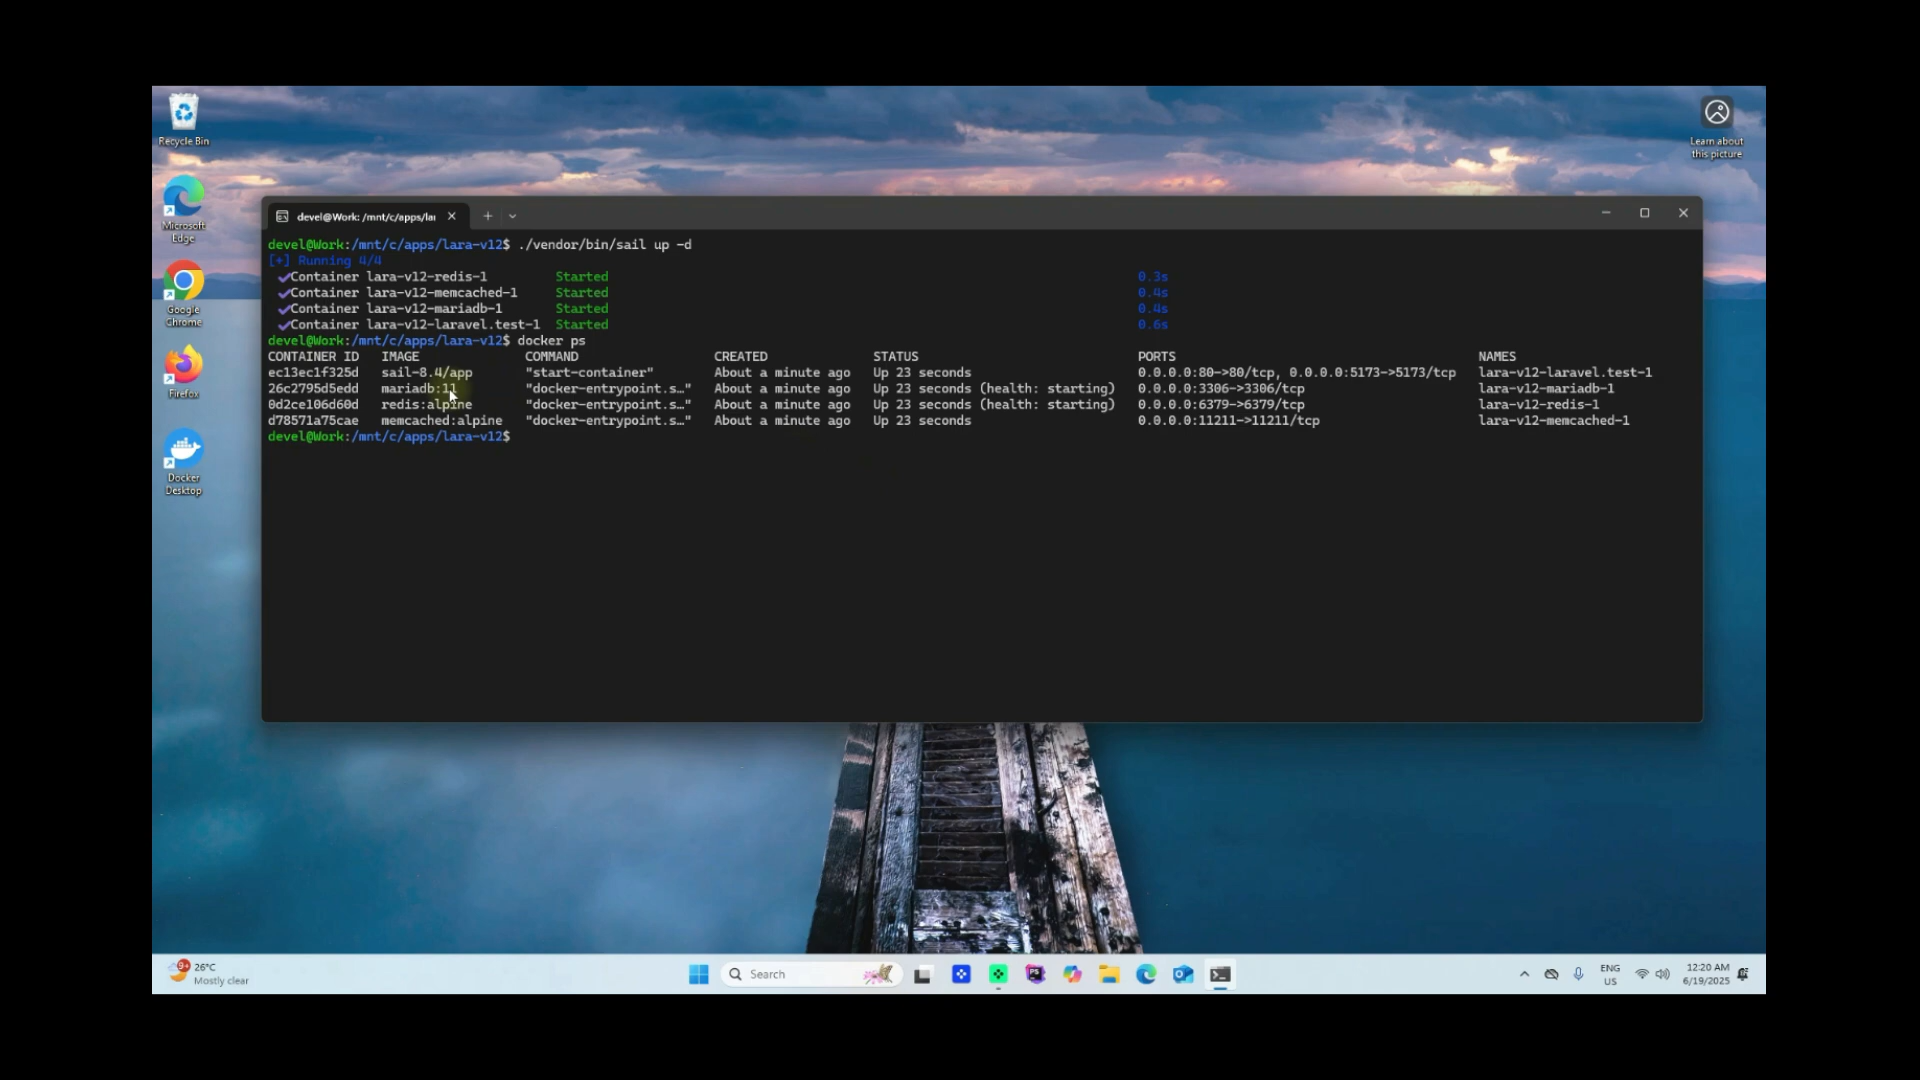 Recycle Bin
Learn about
this picture
Microsoft
Edge
Google
Chrome
Firefox
Docker
Desktop
devel@Work: /mnt/c/apps/lar
devel@Work:/mnt/c/apps/lara-v12$ ./vendor/bin/sail up -d
[+] Running 4/4
✔Container lara-v12-redis-1 Started 0.3s
✔Container lara-v12-memcached-1 Started 0.4s
✔Container lara-v12-mariadb-1 Started 0.4s
✔Container lara-v12-laravel.test-1 Started 0.6s
devel@Work:/mnt/c/apps/lara-v12$ docker ps
CONTAINER ID IMAGE COMMAND CREATED STATUS PORTS NAMES
ec13ec1f325d sail-8.4/app "start-container" About a minute ago Up 23 seconds 0.0.0.0:80->80/tcp, 0.0.0.0:5173->5173/tcp lara-v12-laravel.test-1
26c2795d5edd mariadb:11 "docker-entrypoint.s…" About a minute ago Up 23 seconds (health: starting) 0.0.0.0:3306->3306/tcp lara-v12-mariadb-1
0d2ce106d60d redis:alpine "docker-entrypoint.s…" About a minute ago Up 23 seconds (health: starting) 0.0.0.0:6379->6379/tcp lara-v12-redis-1
d78571a75cae memcached:alpine "docker-entrypoint.s…" About a minute ago Up 23 seconds 0.0.0.0:11211->11211/tcp lara-v12-memcached-1
devel@Work:/mnt/c/apps/lara-v12$
9+
26°C
Mostly clear
Search
PS
ENG
US
12:20 AM
6/19/2025